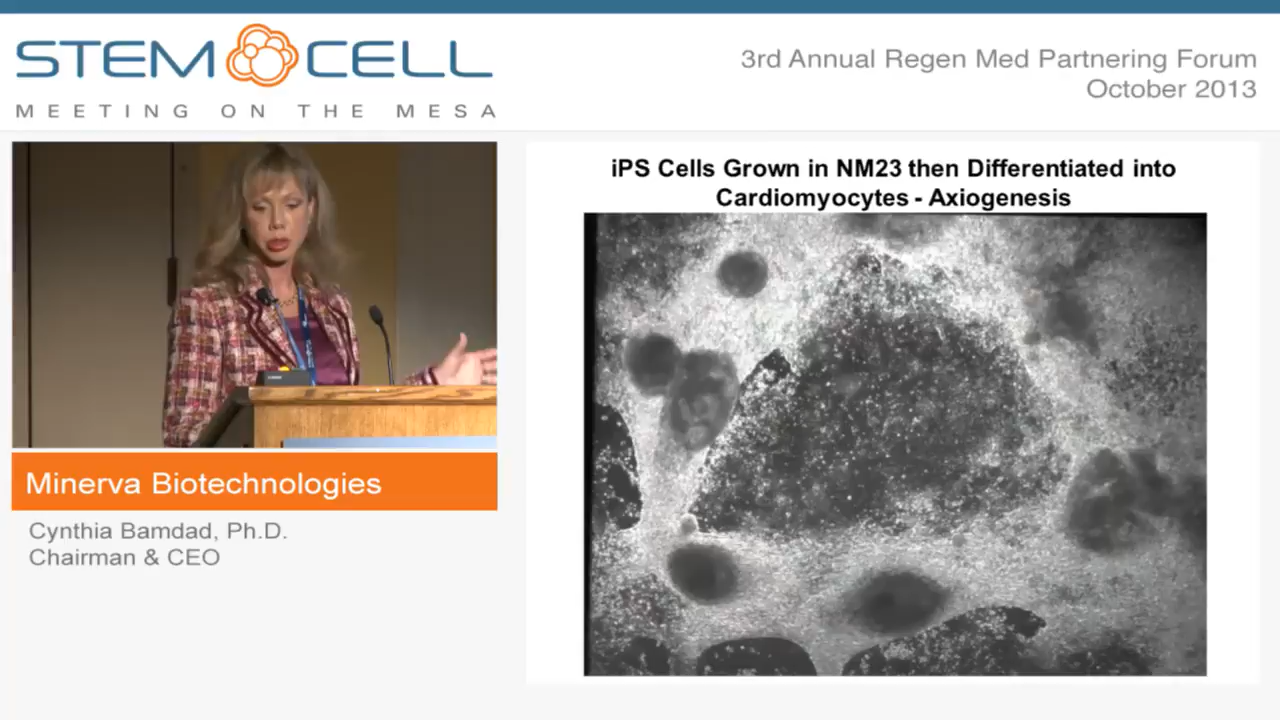 STEM CELL
MEETING ON THE MESA
3rd Annual Regen Med Partnering Forum
October 2013
iPS Cells Grown in NM23 then Differentiated into
Cardiomyocytes - Axiogenesis
Minerva Biotechnologies
Cynthia Bamdad, Ph.D.
Chairman & CEO